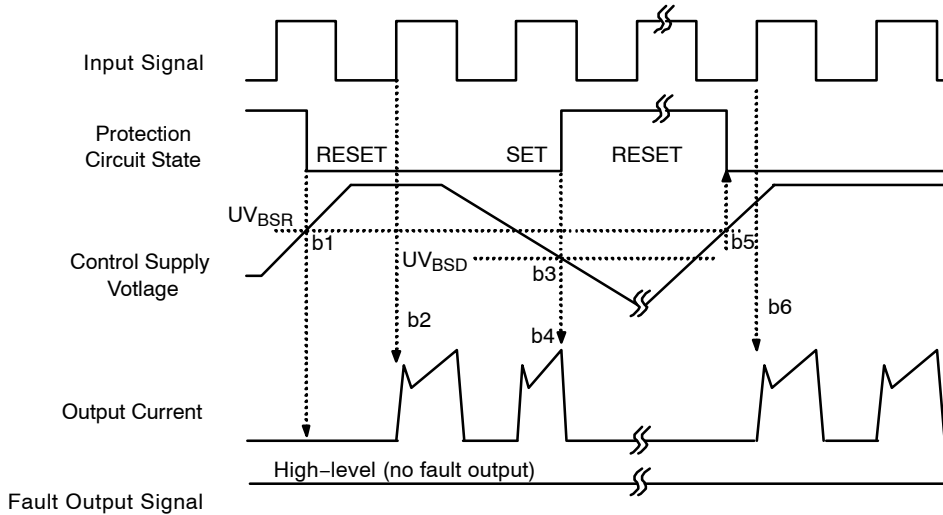 Input Signal
Protection
Circuit State
RESET
SET
RESET
UVBSR
b1
b5
Control Supply
Votlage
UVBSD
b3
b2
b4
b6
Output Current
High−level (no fault output)
Fault Output Signal